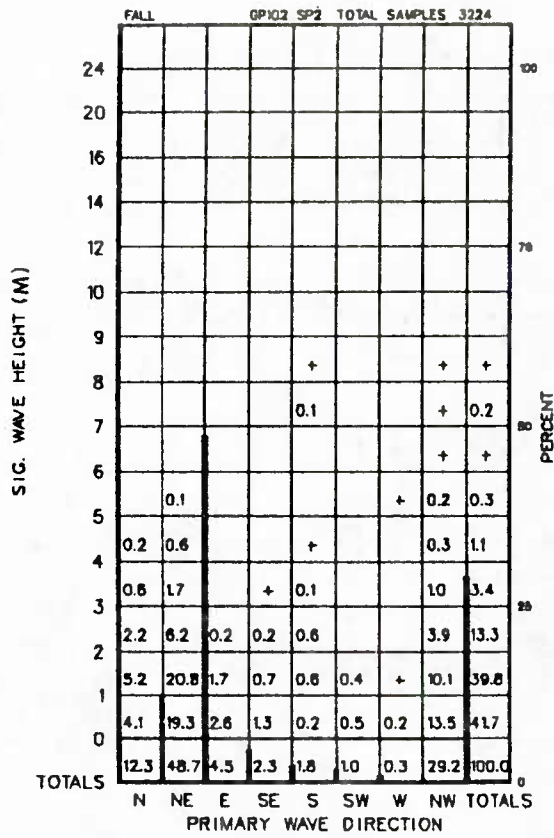 FALL GP102 SP2 TOTAL SAMPLES 3224
24 100
20
16
14
12
10
9
+ + +
8
0.1 + 0.2
7
+ +
6
0.1 + 0.2 0.3
5
0.2 0.6 + 0.3 1.1
4
0.6 1.7 + 0.1 1.0 3.4
3 25
2.2 6.2 0.2 0.2 0.6 3.9 13.3
2
5.2 20.8 1.7 0.7 0.6 0.4 + 10.1 39.8
1
4.1 19.3 2.6 1.3 0.2 0.5 0.2 13.5 41.7
0
12.3 48.7 4.5 2.3 1.8 1.0 0.3 29.2 100.0
TOTALS 0
N NE E SE S SW W NW TOTALS
PRIMARY WAVE DIRECTION
SIG. WAVE HEIGHT (M)
PERCENT